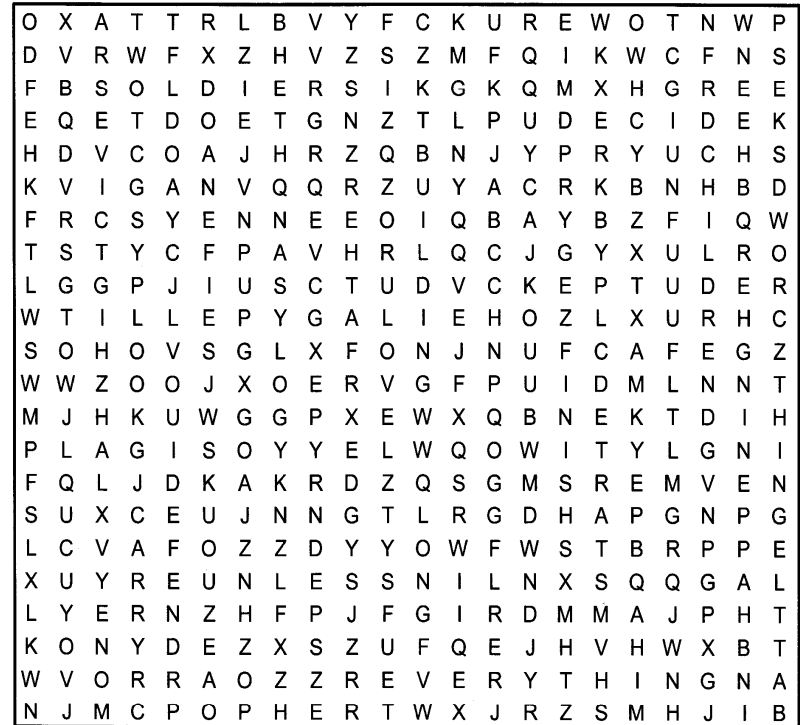 O X A T T R L B V Y F C K U R E W O T N W P
D V R W F X Z H V Z S Z M F Q I K W C F N S
F B S O L D I E R S I K G K Q M X H G R E E
E Q E T D O E T G N Z T L P U D E C I D E K
H D V C O A J H R Z Q B N J Y P R Y U C H S
K V I G A N V Q Q R Z U Y A C R K B N H B D
F R C S Y E N N E E O I Q B A Y B Z F I Q W
T S T Y C F P A V H R L Q C J G Y X U L R O
L G G P J I U S C T U D V C K E P T U D E R
W T I L L E P Y G A L I E H O Z L X U R H C
S O H O V S G L X F O N J N U F C A F E G Z
W W Z O O J X O E R V G F P U I D M L N N T
M J H K U W G G P X E W X Q B N E K T D I H
P L A G I S O Y Y E L W Q O W I T Y L G N I
F Q L J D K A K R D Z Q S G M S R E M V E N
S U X C E U J N N G T L R G D H A P G N P G
L C V A F O Z Z D Y Y O W F W S T B R P P E
X U Y R E U N L E S S N I L N X S Q Q G A L
L Y E R N Z H F P J F G I R D M M A J P H T
K O N Y D E Z X S Z U F Q E J H V H W X B T
W V O R R A O Z Z R E V E R Y T H I N G N A
N J M C P O P H E R T W X J R Z S M H J I B